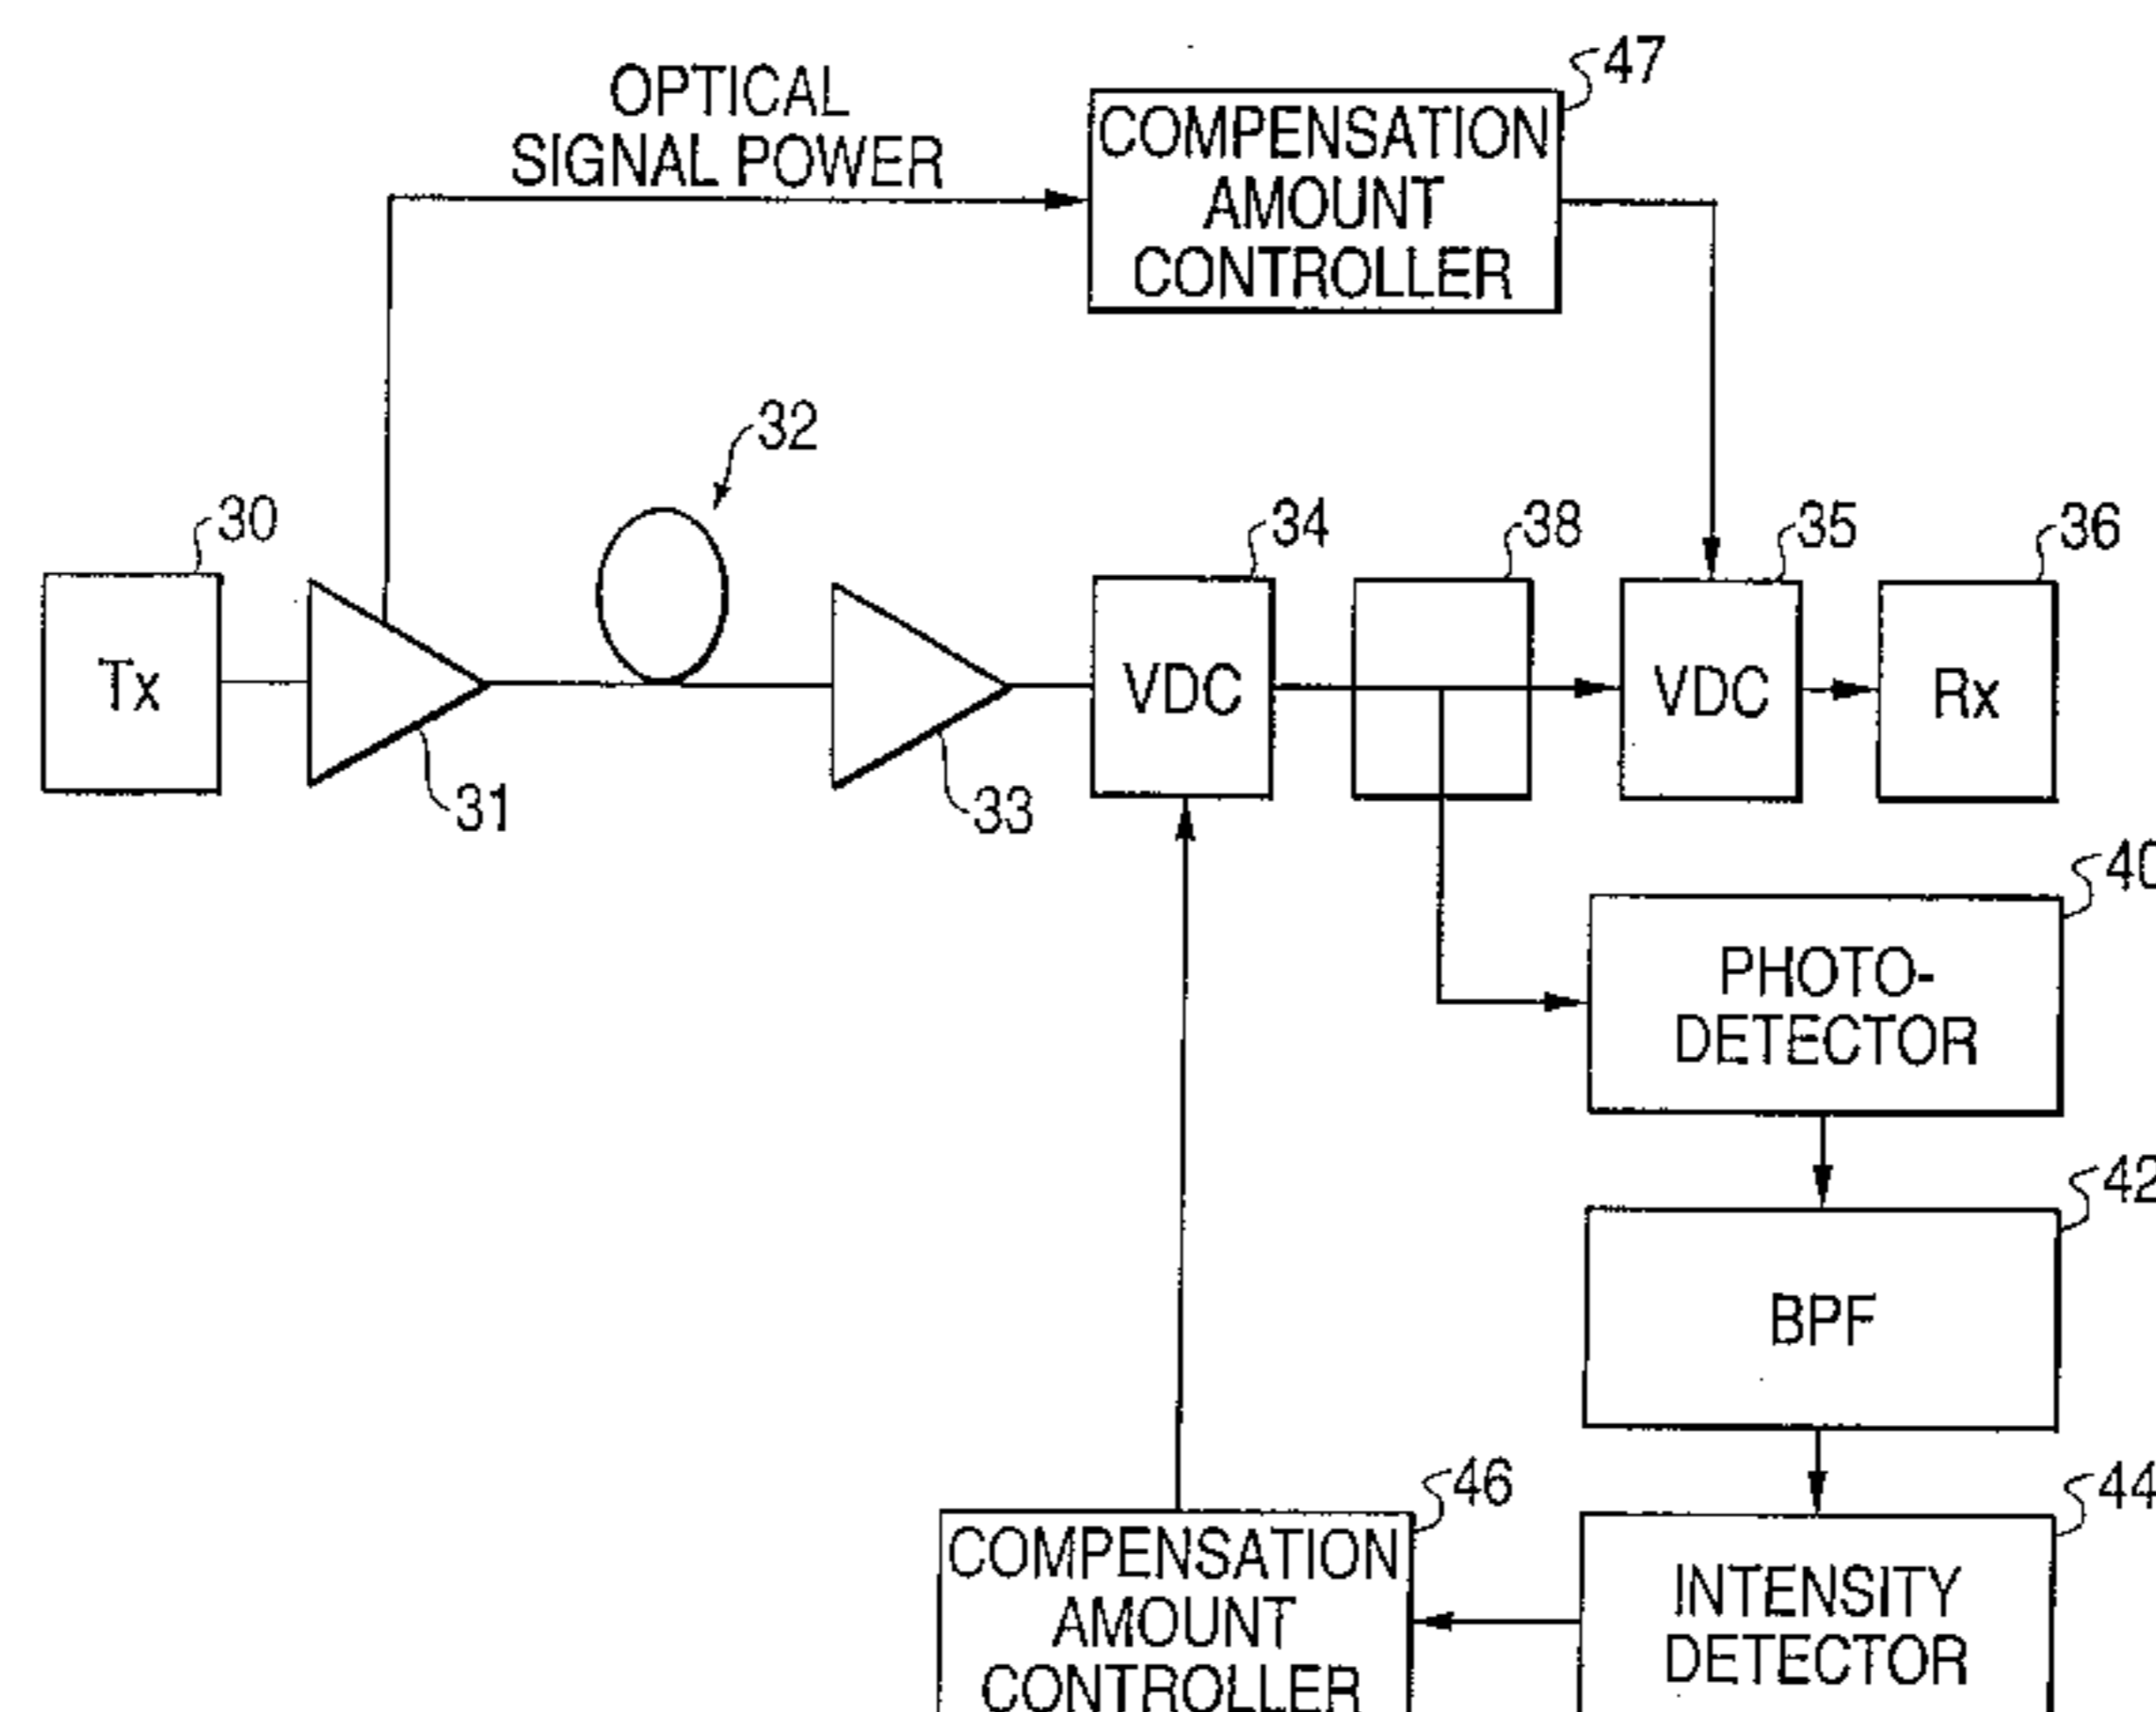 OPTICAL
SIGNAL POWER
COMPENSATION
AMOUNT
CONTROLLER
47
32
30
34
38
35
36
Tx
VDC
VDC
Rx
31
33
40
PHOTO-
DETECTOR
42
BPF
46
44
COMPENSATION
AMOUNT
CONTROLLER
INTENSITY
DETECTOR